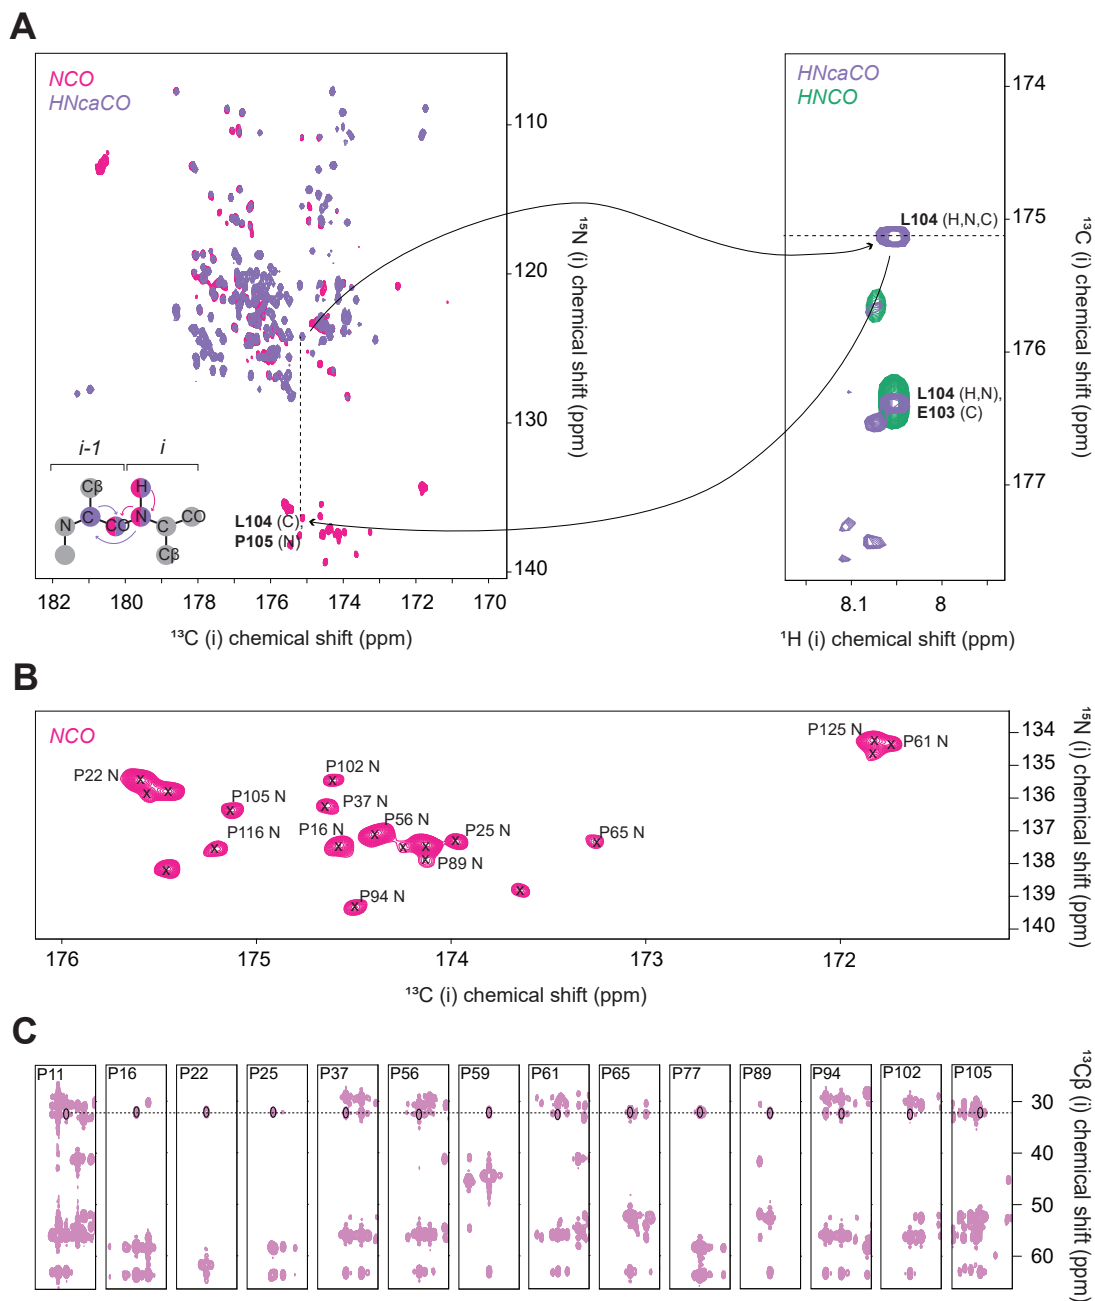 A
NCO
HNcaCO
110
120
130
140
¹⁵N (i) chemical shift (ppm)
182
180
178
176
174
172
170
¹³C (i) chemical shift (ppm)
i-1
i
Cβ
H
N
C
CO
N
C
CO
Cβ
L104 (C),
P105 (N)
HNcaCO
HNCO
L104 (H,N,C)
L104 (H,N),
E103 (C)
174
175
176
177
¹³C (i) chemical shift (ppm)
8.1
8
¹H (i) chemical shift (ppm)
B
NCO
P125 N
P61 N
P22 N
P102 N
P105 N
P37 N
P56 N
P116 N
P16 N
P25 N
P65 N
P89 N
P94 N
134
135
136
137
138
139
140
¹⁵N (i) chemical shift (ppm)
176
175
174
173
172
¹³C (i) chemical shift (ppm)
C
P11
P16
P22
P25
P37
P56
P59
P61
P65
P77
P89
P94
P102
P105
30
40
50
60
¹³Cβ (i) chemical shift (ppm)